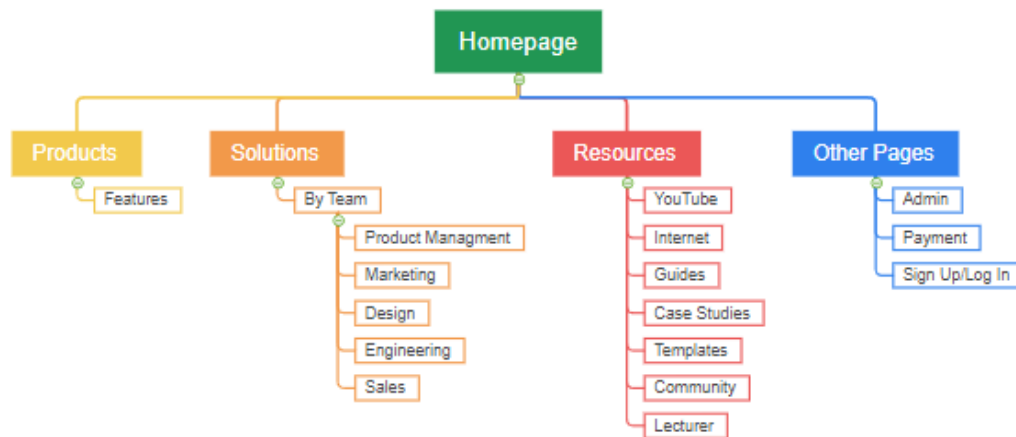 Homepage
Products
Solutions
Resources
Other Pages
Features
By Team
YouTube
Admin
Product Managment
Internet
Payment
Marketing
Guides
Sign Up/Log In
Design
Case Studies
Engineering
Templates
Sales
Community
Lecturer